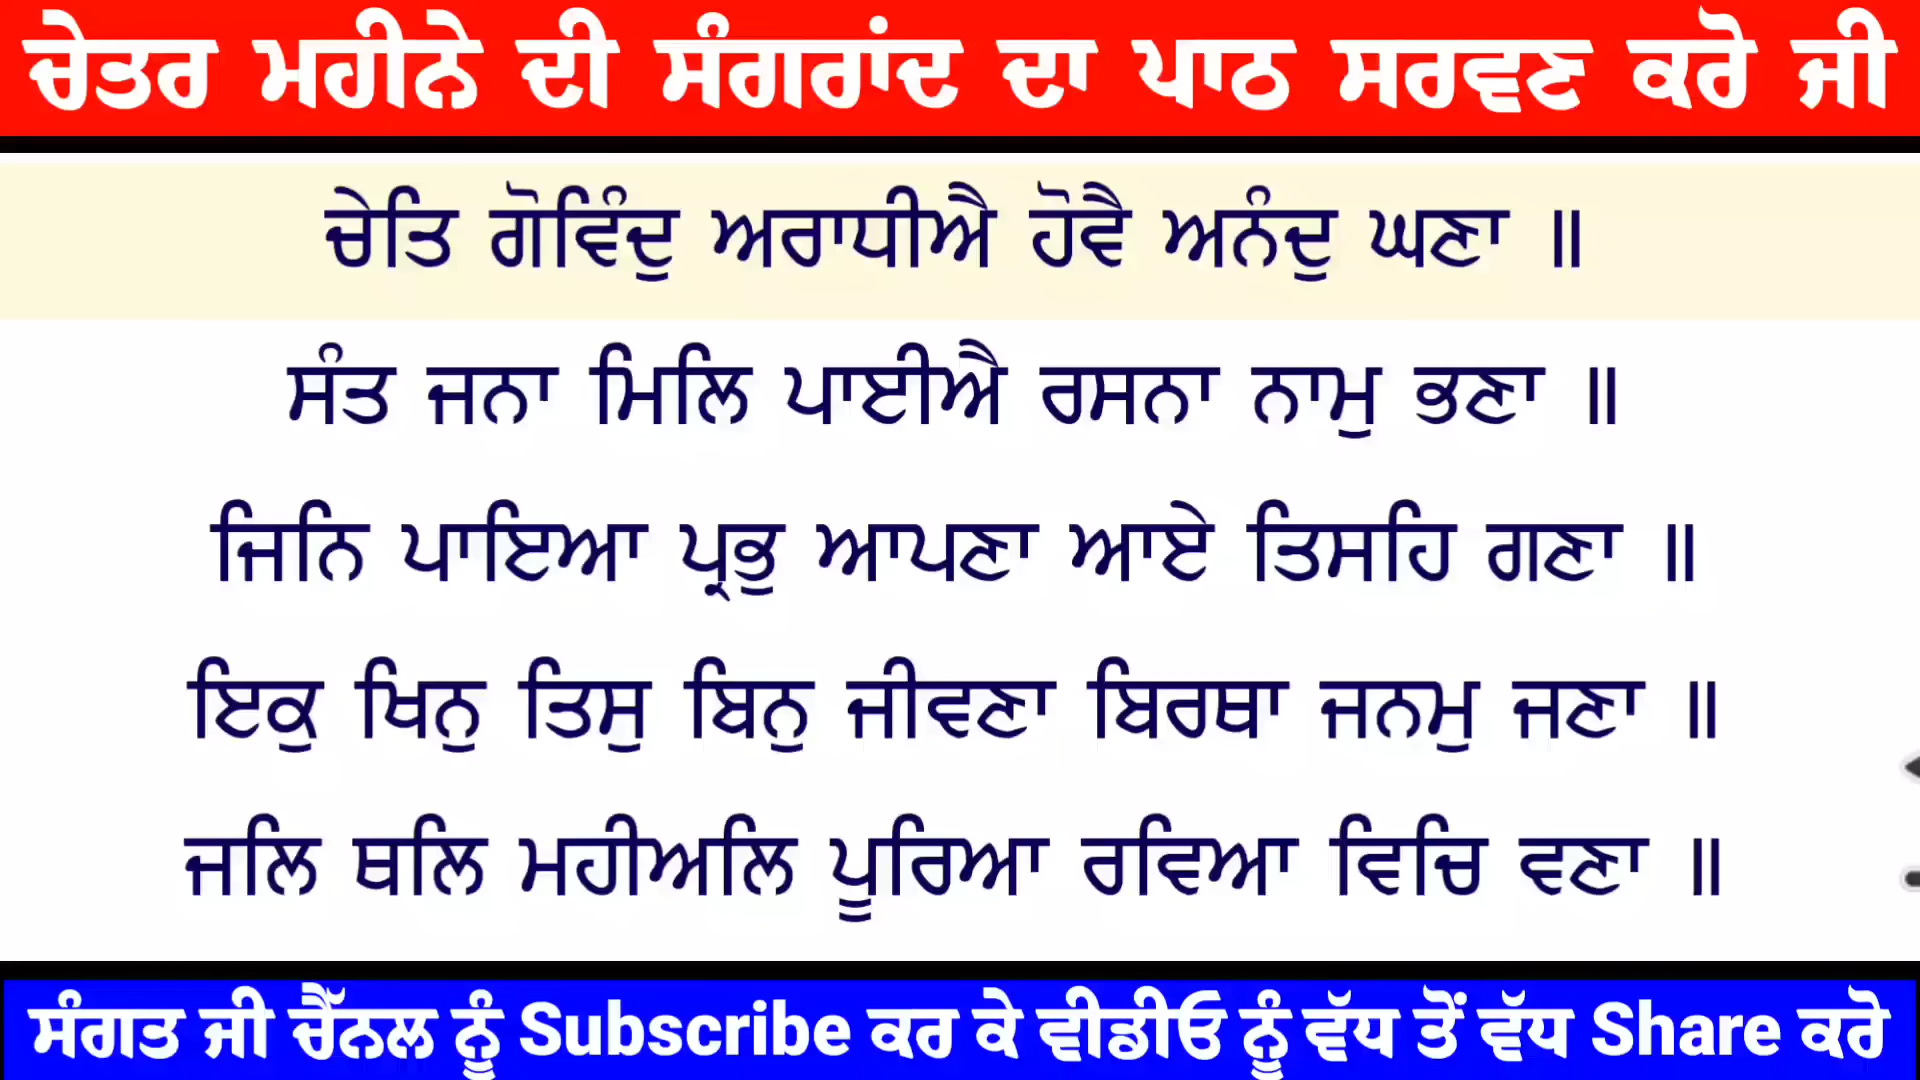 ਚੇਤਰ ਮਹੀਨੇ ਦੀ ਸੰਗਰਾਂਦ ਦਾ ਪਾਠ ਸਰਵਣ ਕਰੋ ਜੀ
ਚੇਤਿ ਗੋਵਿੰਦੁ ਅਰਾਧੀਐ ਹੋਵੈ ਅਨੰਦੁ ਘਣਾ ॥
ਸੰਤ ਜਨਾ ਮਿਲਿ ਪਾਈਐ ਰਸਨਾ ਨਾਮੁ ਭਣਾ ॥
ਜਿਨਿ ਪਾਇਆ ਪ੍ਰਭੁ ਆਪਣਾ ਆਏ ਤਿਸਹਿ ਗਣਾ ॥
ਇਕੁ ਖਿਨੁ ਤਿਸੁ ਬਿਨੁ ਜੀਵਣਾ ਬਿਰਥਾ ਜਨਮੁ ਜਣਾ ॥
ਜਲਿ ਥਲਿ ਮਹੀਅਲਿ ਪੂਰਿਆ ਰਵਿਆ ਵਿਚਿ ਵਣਾ ॥
ਸੰਗਤ ਜੀ ਚੈੱਨਲ ਨੂੰ Subscribe ਕਰ ਕੇ ਵੀਡੀਓ ਨੂੰ ਵੱਧ ਤੋਂ ਵੱਧ Share ਕਰੋ